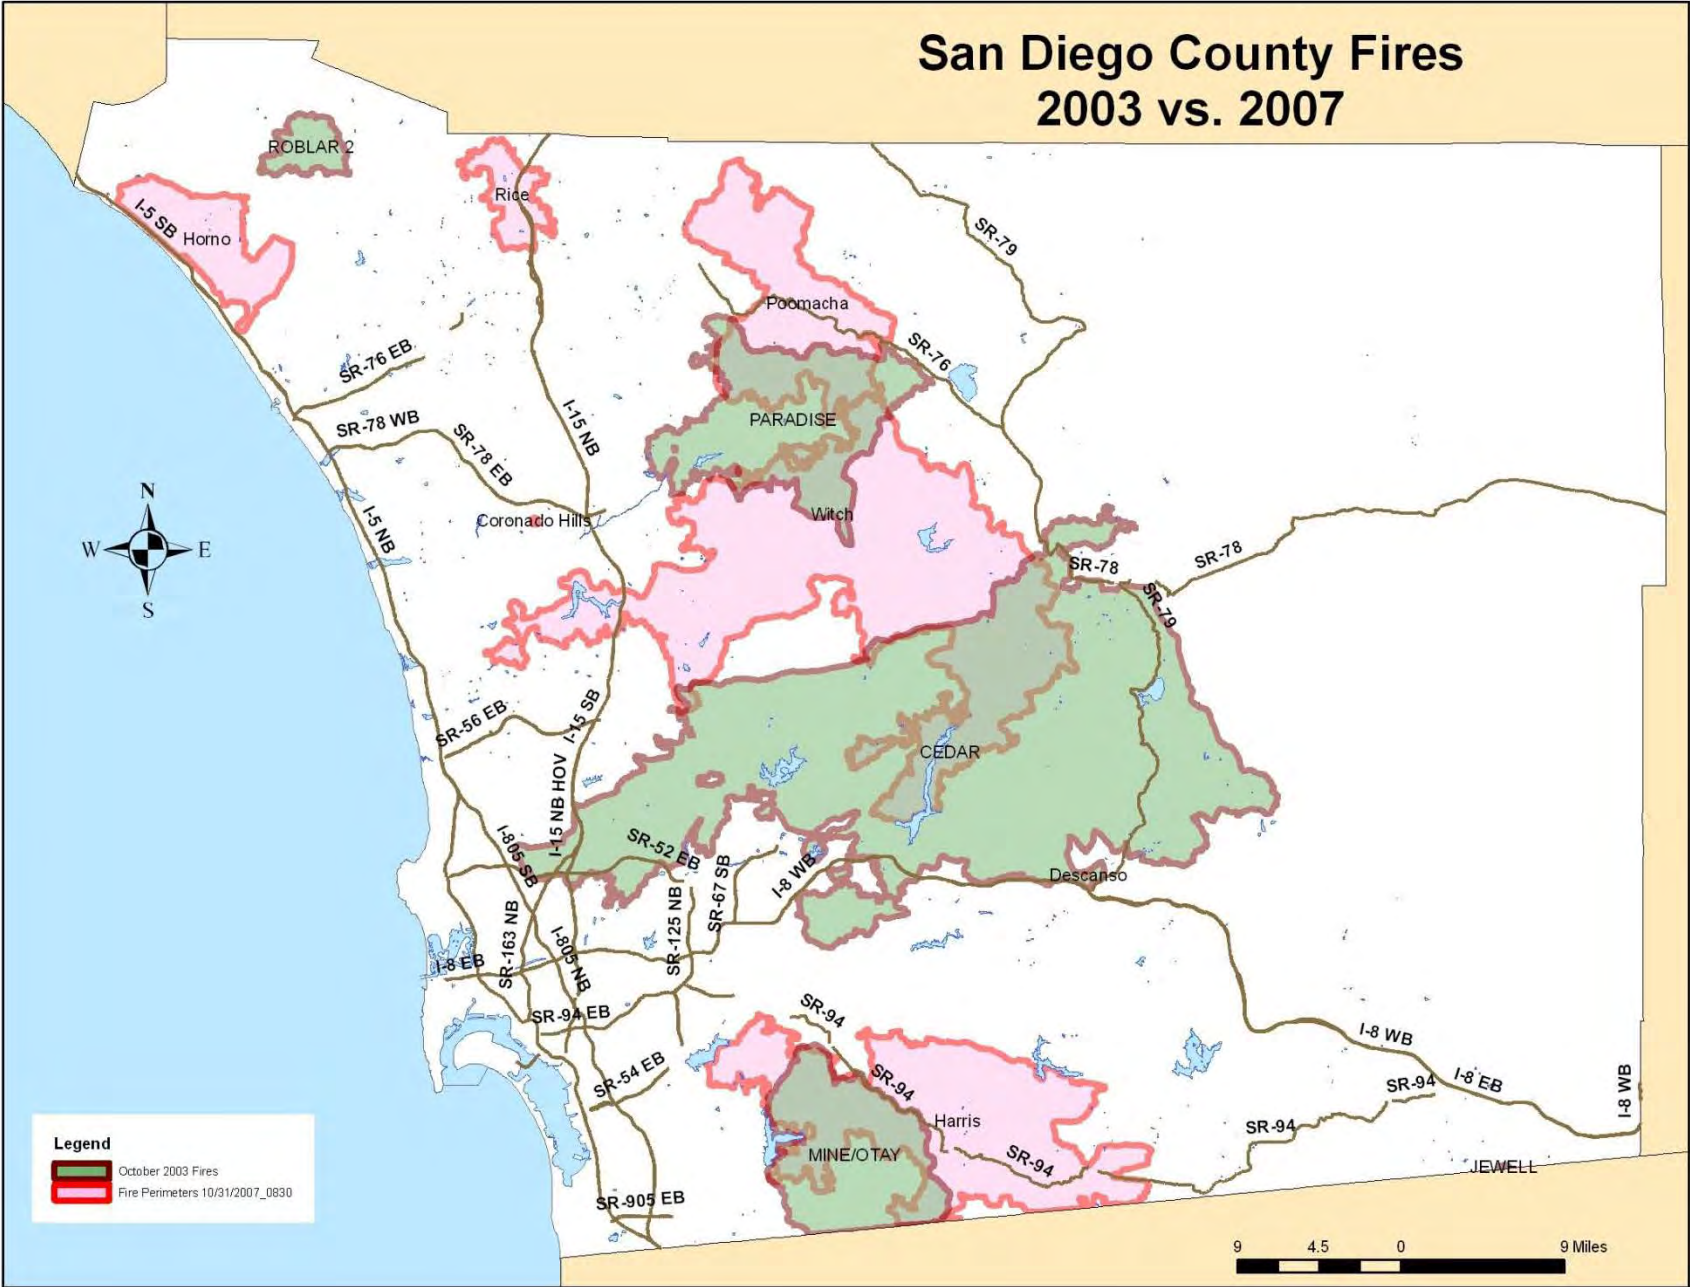 San Diego County Fires
2003 vs. 2007
ROBLAR 2
Rice
I-5 SB
Horno
SR-79
Poomacha
SR-76
SR-76 EB
SR-78 WB
SR-78 EB
I-15 NB
PARADISE
N
W
E
S
I-5 NB
Coronado Hills
Witch
SR-78
SR-78
SR-79
SR-56 EB
I-15 SB
CEDAR
I-15 NB HOV
I-805 SB
SR-52 EB
SR-67 SB
I-8 WB
Descanso
SR-163 NB
I-805 NB
SR-125 NB
I-8 EB
SR-94 EB
SR-94
SR-54 EB
SR-94
I-8 WB
SR-94
I-8 EB
I-8 WB
Harris
SR-94
MINE/OTAY
SR-94
JEWELL
SR-905 EB
Legend
October 2003 Fires
Fire Perimeters 10/31/2007_0830
9 4.5 0 9 Miles